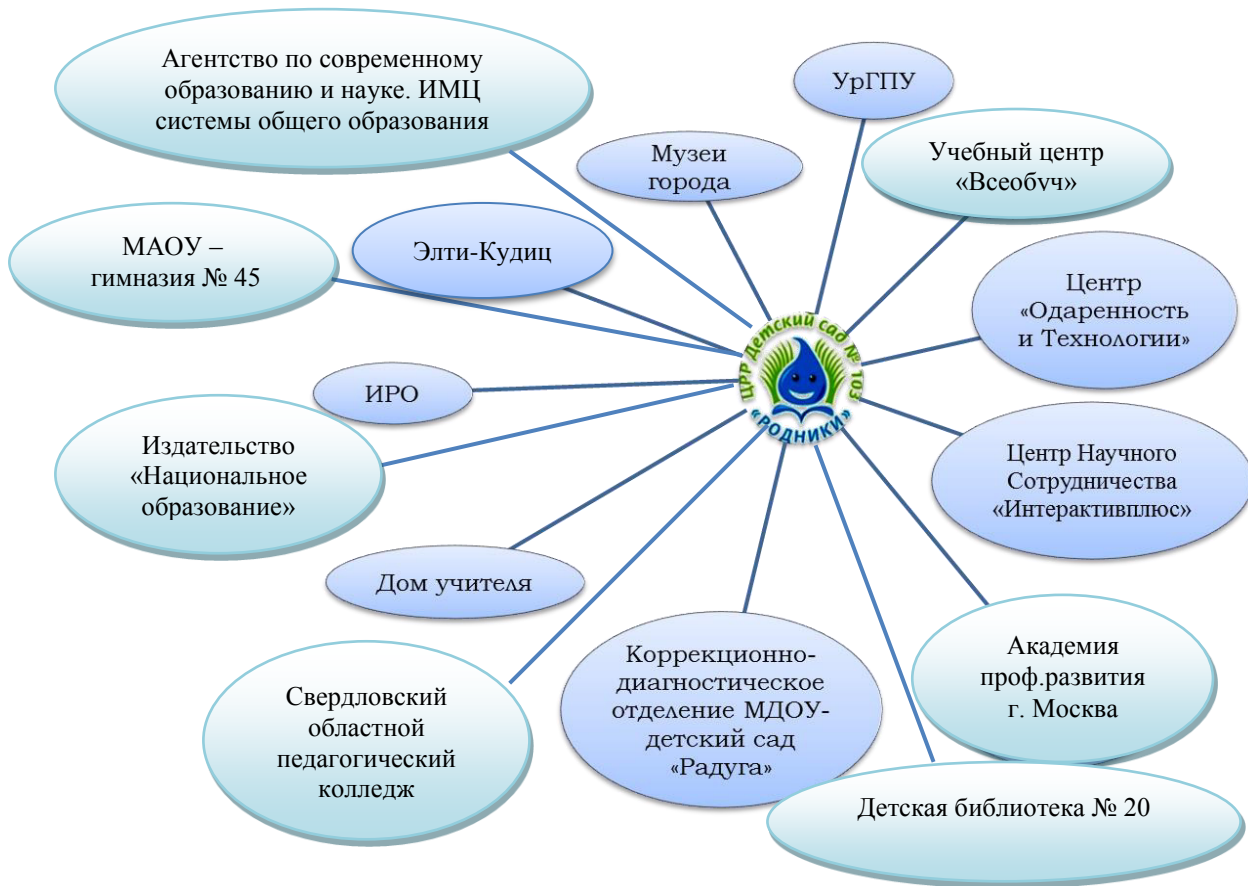 Агентство по современному
образованию и науке. ИМЦ
системы общего образования
УрГПУ
Музеи
города
Учебный центр
«Всеобуч»
МАОУ –
гимназия № 45
Элти-Кудиц
Центр
«Одаренность
и Технологии»
ЦРР Детский сад № 103
«РОДНИКИ»
ИРО
Издательство
«Национальное
образование»
Центр Научного
Сотрудничества
«Интерактивплюс»
Дом учителя
Академия
проф.развития
г. Москва
Коррекционно-
диагностическое
отделение МДОУ-
детский сад
«Радуга»
Свердловский
областной
педагогический
колледж
Детская библиотека № 20